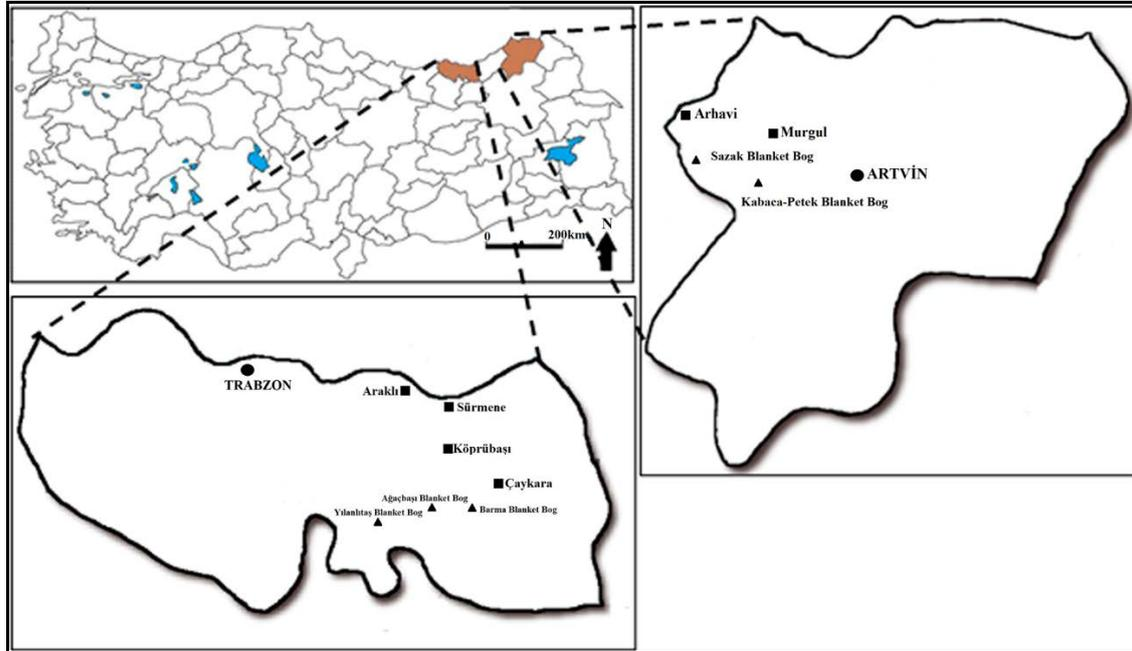 N
0 200km
Arhavi
Murgul
Sazak Blanket Bog
ARTVİN
Kabaca-Petek Blanket Bog
TRABZON
Araklı
Sürmene
Köprübaşı
Çaykara
Ağaçbaşı Blanket Bog
Yılanlıtaş Blanket Bog
Barma Blanket Bog